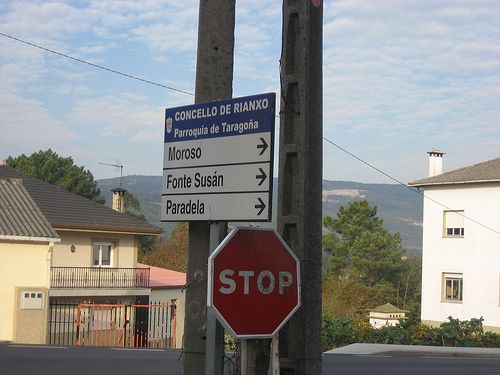 CONCELLO DE RIANXO
Parroquia de Taragoña
Moroso
Fonte Susán
Paradela
STOP